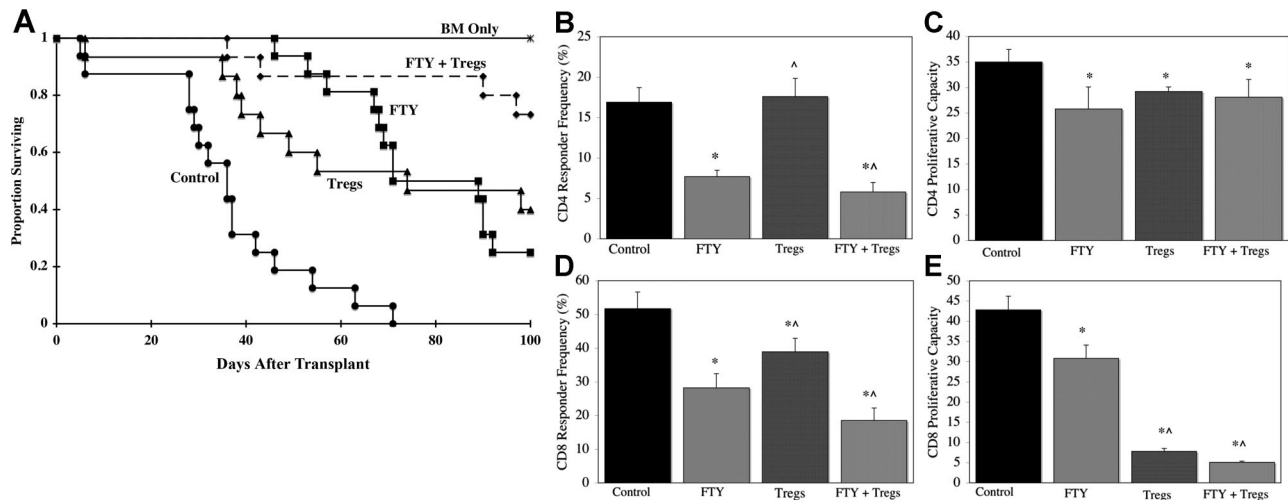 A
BM Only
FTY + Tregs
FTY
Control
Tregs
Proportion Surviving
1
0.8
0.6
0.4
0.2
0
0
20
40
60
80
100
Days After Transplant
B
CD4 Responder Frequency (%)
25
20
15
10
5
0
*
^
*^
Control
FTY
Tregs
FTY + Tregs
C
CD4 Proliferative Capacity
40
35
30
25
20
15
10
5
0
*
*
*
Control
FTY
Tregs
FTY + Tregs
D
CD8 Responder Frequency (%)
60
50
40
30
20
10
0
*
*^
*^
Control
FTY
Tregs
FTY + Tregs
E
CD8 Proliferative Capacity
50
45
40
35
30
25
20
15
10
5
0
*
*^
*^
Control
FTY
Tregs
FTY + Tregs